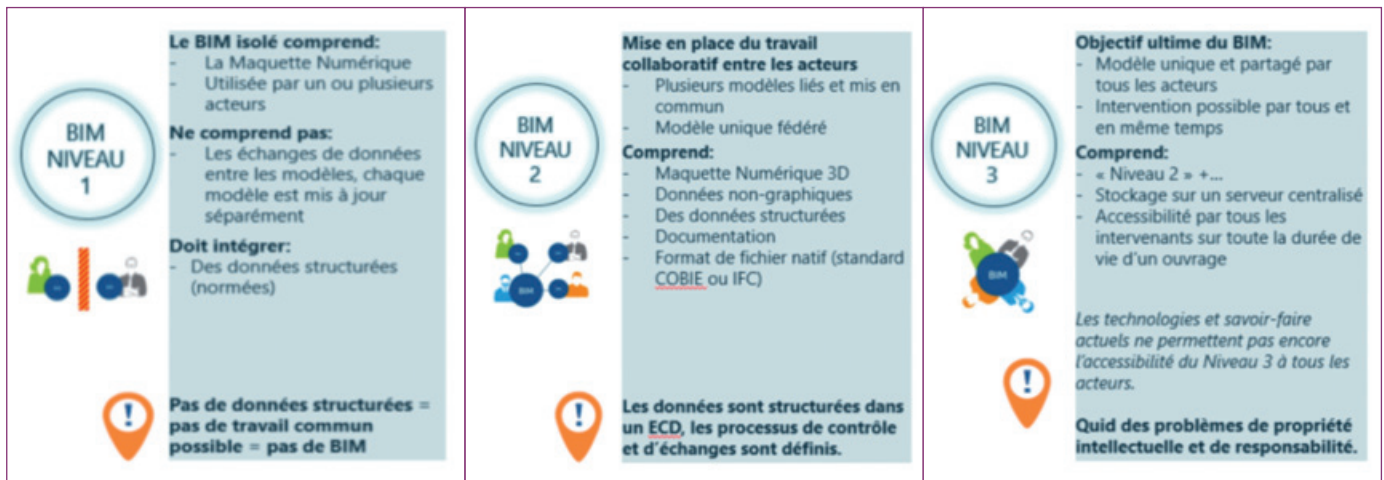 BIM
NIVEAU
1
Le BIM isolé comprend:
- La Maquette Numérique
- Utilisée par un ou plusieurs
acteurs
Ne comprend pas:
- Les échanges de données
entre les modèles, chaque
modèle est mis à jour
séparément
Doit intégrer:
- Des données structurées
(normées)
!
Pas de données structurées =
pas de travail commun
possible = pas de BIM
BIM
NIVEAU
2
Mise en place du travail
collaboratif entre les acteurs
- Plusieurs modèles liés et mis en
commun
- Modèle unique fédéré
Comprend:
- Maquette Numérique 3D
- Données non-graphiques
- Des données structurées
- Documentation
- Format de fichier natif (standard
COBIE ou IFC)
BIM
!
Les données sont structurées dans
un ECD, les processus de contrôle
et d'échanges sont définis.
BIM
NIVEAU
3
Objectif ultime du BIM:
- Modèle unique et partagé par
tous les acteurs
- Intervention possible par tous et
en même temps
Comprend:
- « Niveau 2 » +...
- Stockage sur un serveur centralisé
- Accessibilité par tous les
intervenants sur toute la durée de
vie d'un ouvrage
BIM
Les technologies et savoir-faire
actuels ne permettent pas encore
l'accessibilité du Niveau 3 à tous les
acteurs.
!
Quid des problèmes de propriété
intellectuelle et de responsabilité.